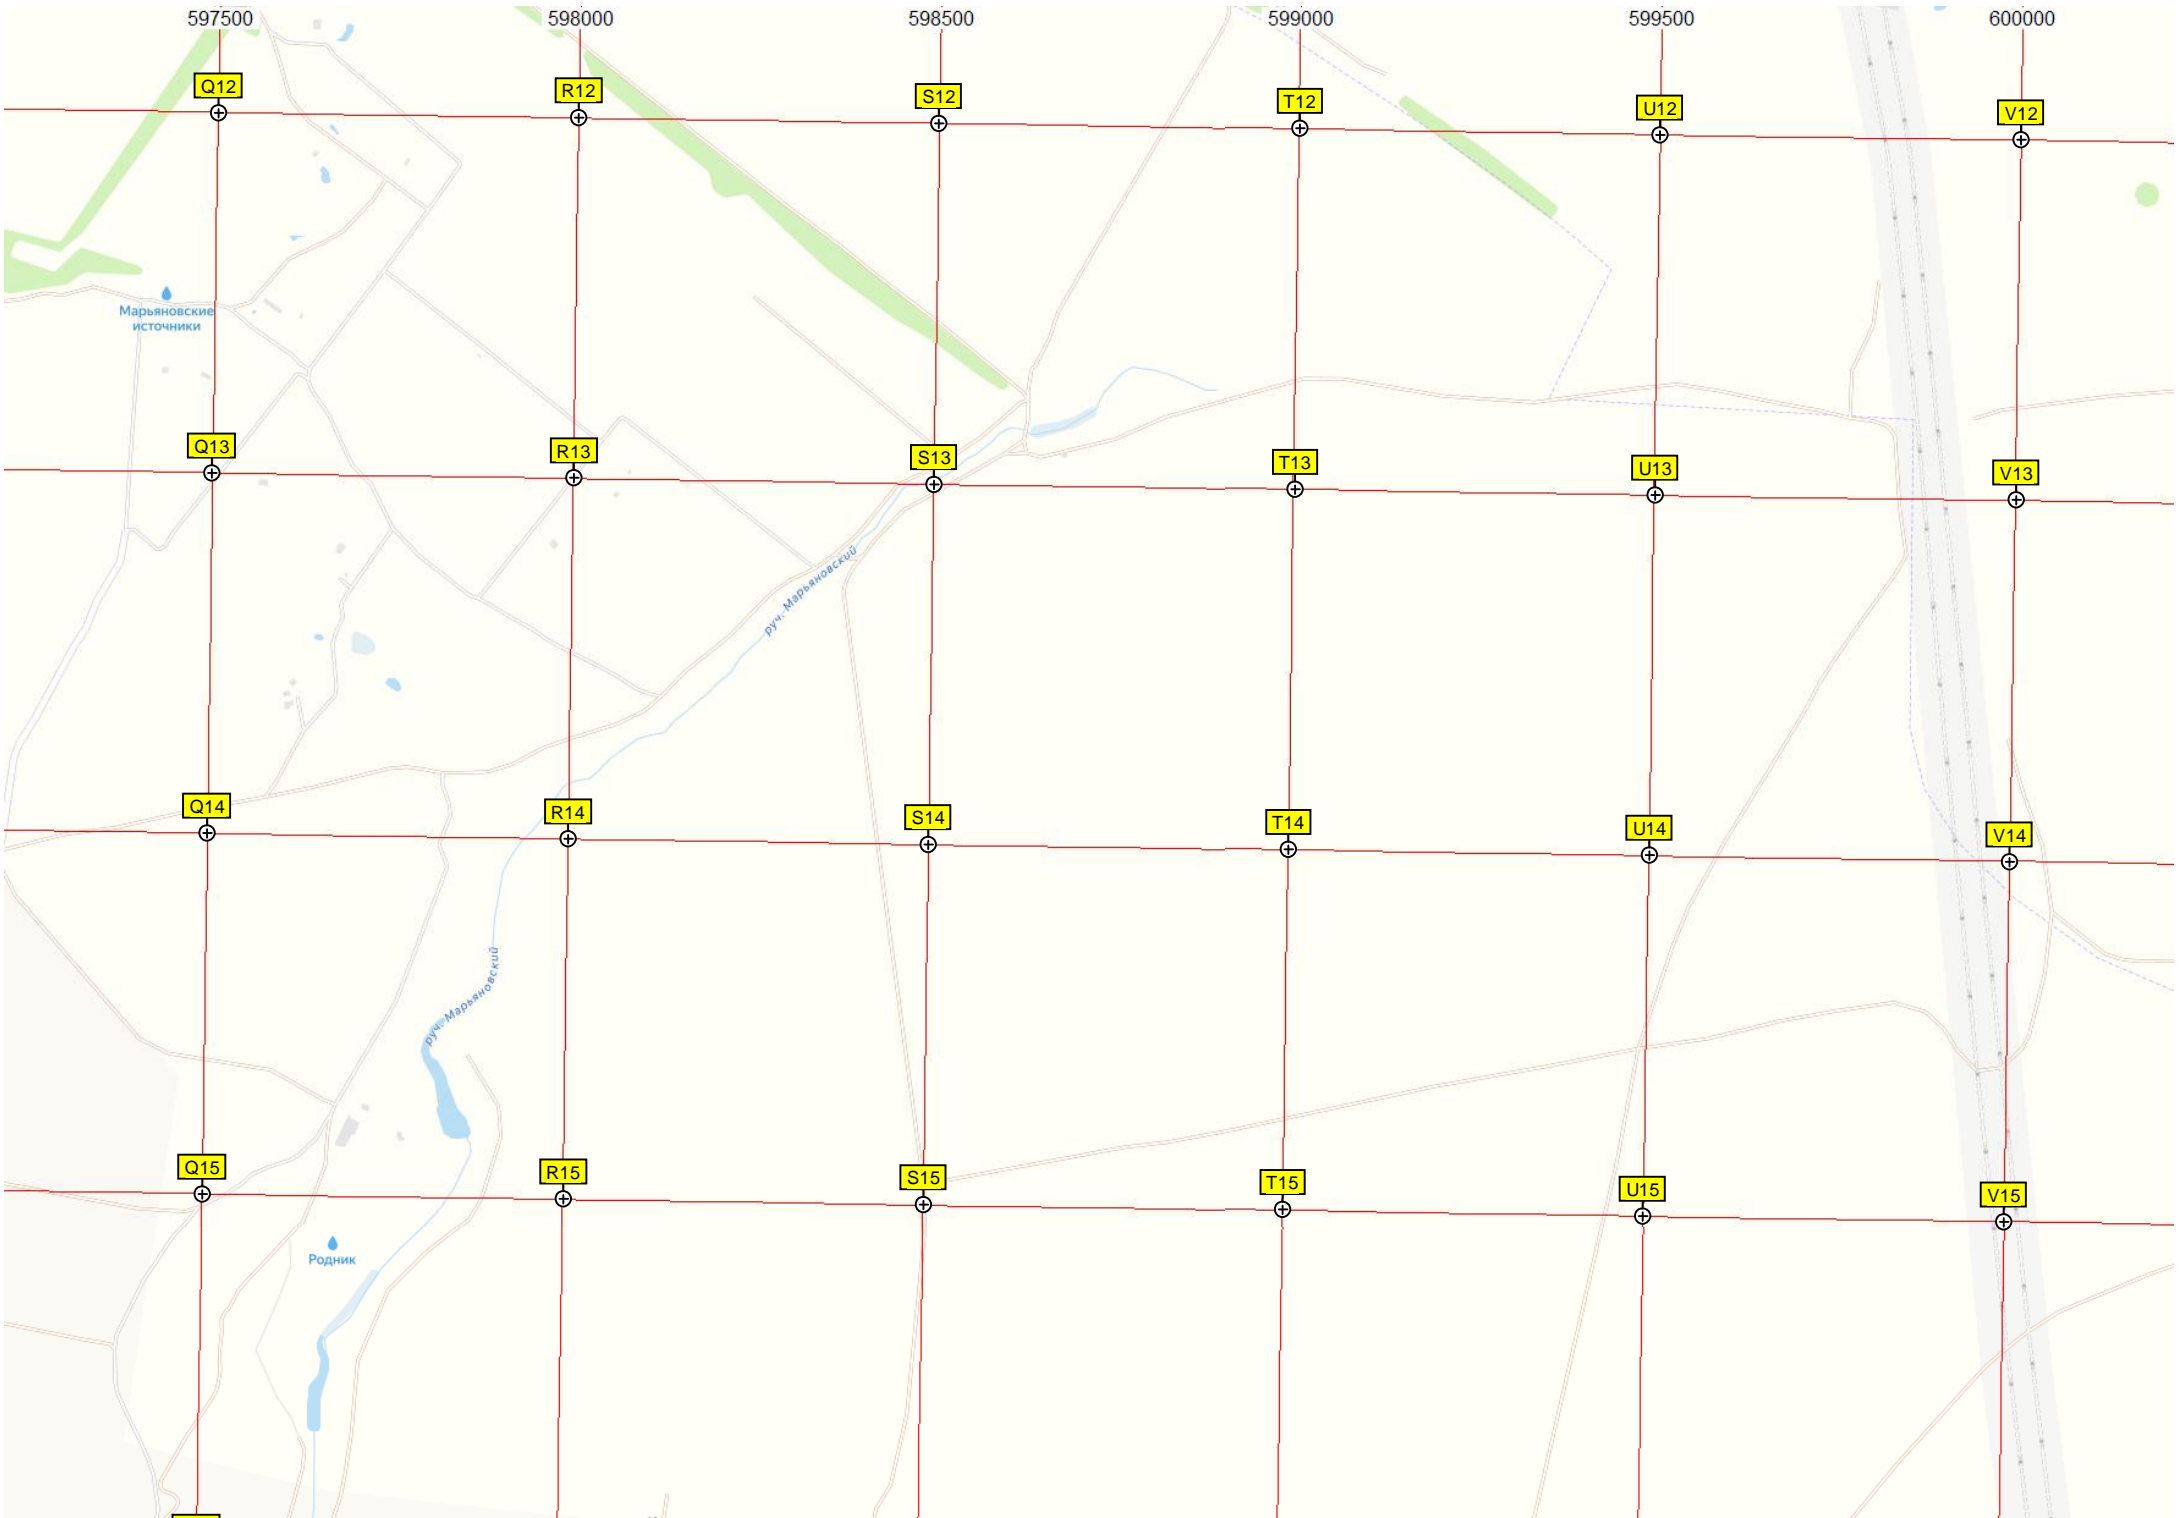 597500 598000 598500 599000 599500 600000
Q12 R12 S12 T12 U12 V12
Марьяновские
источники
Q13 R13 S13 T13 U13 V13
руч. Марьяновский
Q14 R14 S14 T14 U14 V14
руч. Марьяновский
Q15 R15 S15 T15 U15 V15
Родник